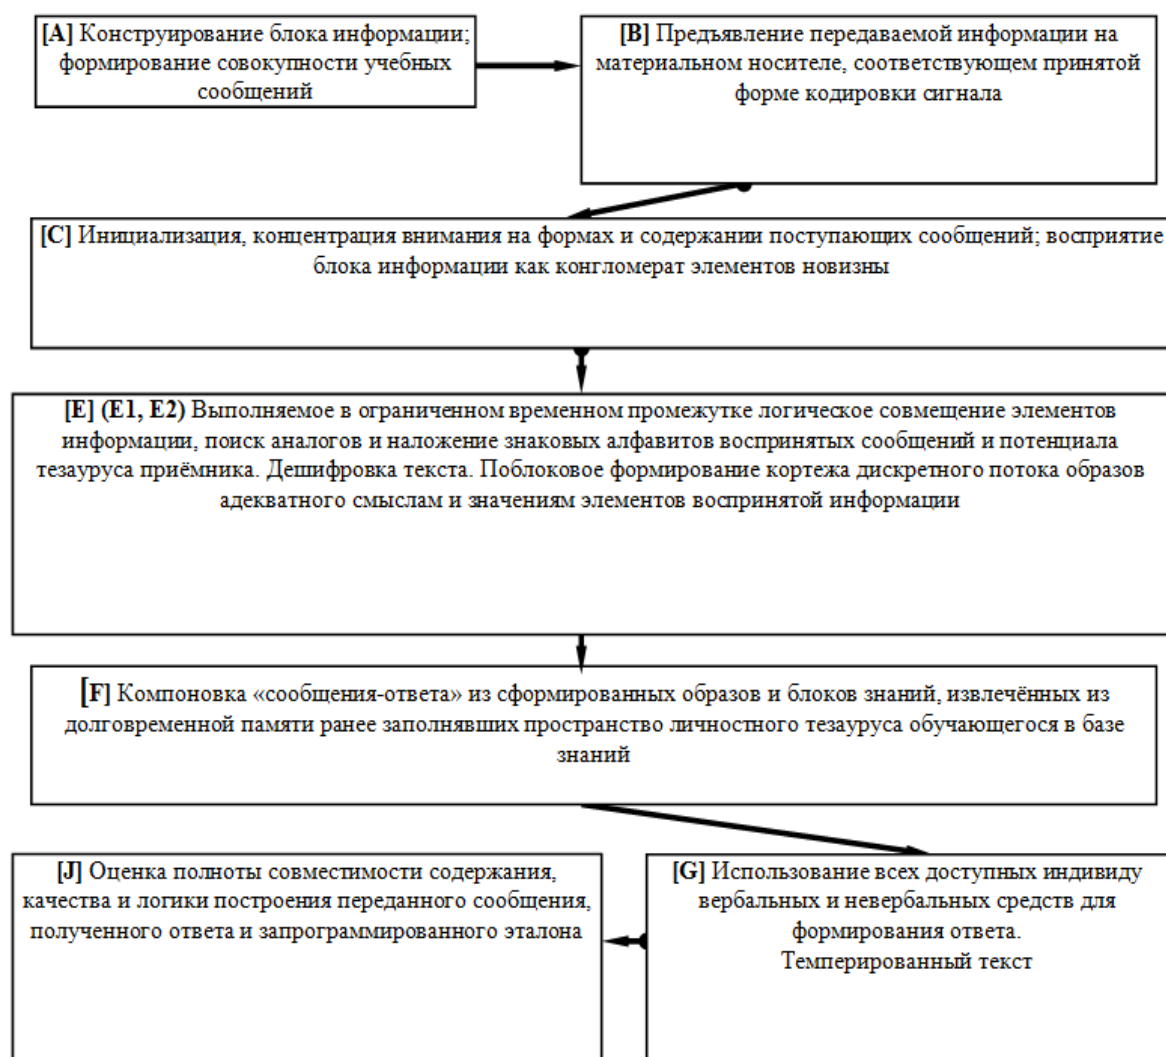 [A] Конструирование блока информации;
формирование совокупности учебных
сообщений
[B] Предъявление передаваемой информации на
материальном носителе, соответствующем принятой
форме кодировки сигнала
[C] Инициализация, концентрация внимания на формах и содержании поступающих сообщений; восприятие
блока информации как конгломерат элементов новизны
[E] (E1, E2) Выполняемое в ограниченном временном промежутке логическое совмещение элементов
информации, поиск аналогов и наложение знаковых алфавитов воспринятых сообщений и потенциала
тезауруса приёмника. Дешифровка текста. Поблоковое формирование кортежа дискретного потока образов
адекватного смыслам и значениям элементов воспринятой информации
[F] Компоновка «сообщения-ответа» из сформированных образов и блоков знаний, извлечённых из
долговременной памяти ранее заполнявших пространство личностного тезауруса обучающегося в базе
знаний
[J] Оценка полноты совместимости содержания,
качества и логики построения переданного сообщения,
полученного ответа и запрограммированного эталона
[G] Использование всех доступных индивиду
вербальных и невербальных средств для
формирования ответа.
Темперированный текст